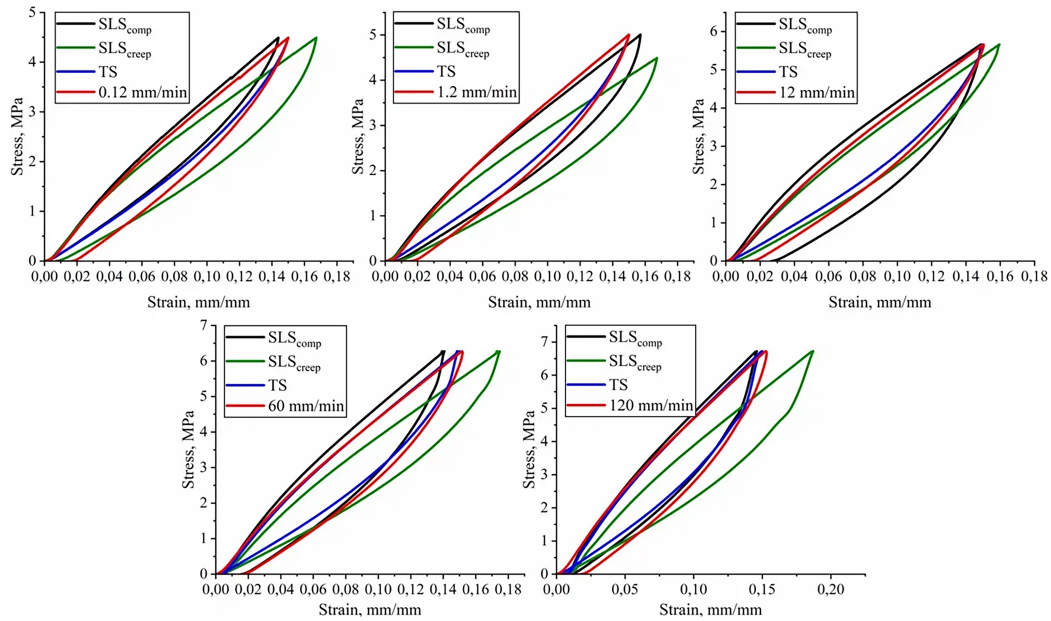 SLScomp
SLScreep
TS
0.12 mm/min
Stress, MPa
5
4
3
2
1
0
0,00 0,02 0,04 0,06 0,08 0,10 0,12 0,14 0,16 0,18
Strain, mm/mm
SLScomp
SLScreep
TS
1.2 mm/min
Stress, MPa
5
4
3
2
1
0
0,00 0,02 0,04 0,06 0,08 0,10 0,12 0,14 0,16 0,18
Strain, mm/mm
SLScomp
SLScreep
TS
12 mm/min
Stress, MPa
6
5
4
3
2
1
0
0,00 0,02 0,04 0,06 0,08 0,10 0,12 0,14 0,16 0,18
Strain, mm/mm
SLScomp
SLScreep
TS
60 mm/min
Stress, MPa
7
6
5
4
3
2
1
0
0,00 0,02 0,04 0,06 0,08 0,10 0,12 0,14 0,16 0,18
Strain, mm/mm
SLScomp
SLScreep
TS
120 mm/min
Stress, MPa
7
6
5
4
3
2
1
0
0,00 0,05 0,10 0,15 0,20
Strain, mm/mm